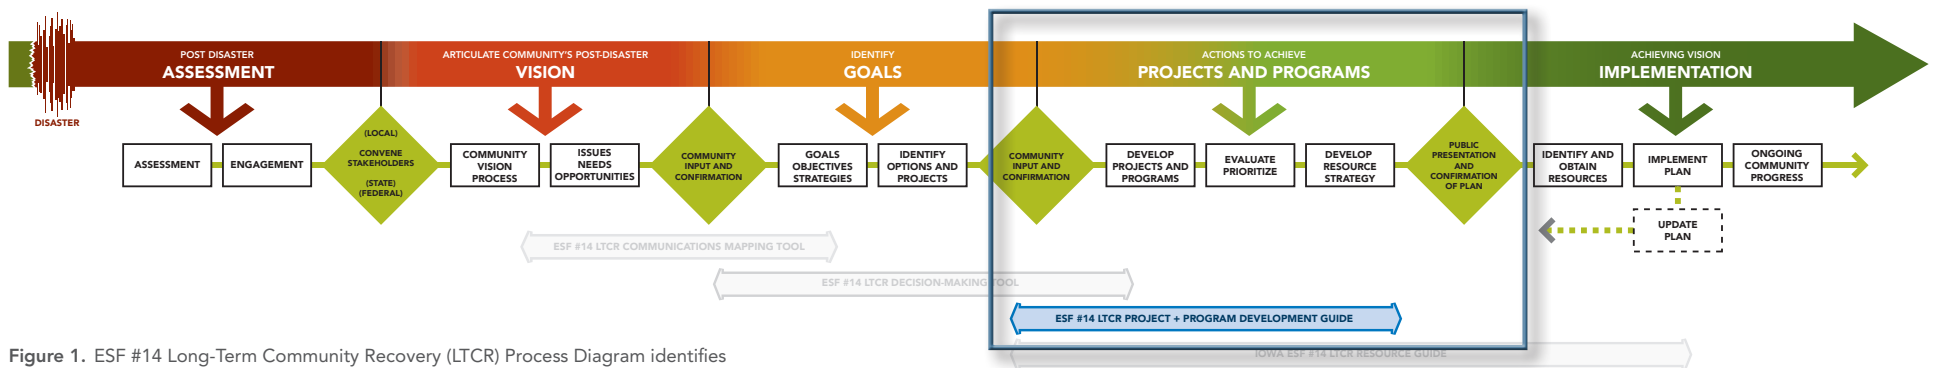 POST DISASTER
ASSESSMENT
ARTICULATE COMMUNITY'S POST-DISASTER
VISION
IDENTIFY
GOALS
ACTIONS TO ACHIEVE
PROJECTS AND PROGRAMS
ACHIEVING VISION
IMPLEMENTATION
DISASTER
ASSESSMENT
ENGAGEMENT
(LOCAL)
CONVENE
STAKEHOLDERS
(STATE)
(FEDERAL)
COMMUNITY
VISION
PROCESS
ISSUES
NEEDS
OPPORTUNITIES
COMMUNITY
INPUT AND
CONFIRMATION
GOALS
OBJECTIVES
STRATEGIES
IDENTIFY
OPTIONS AND
PROJECTS
COMMUNITY
INPUT AND
CONFIRMATION
DEVELOP
PROJECTS AND
PROGRAMS
EVALUATE
PRIORITIZE
DEVELOP
RESOURCE
STRATEGY
PUBLIC
PRESENTATION
AND
CONFIRMATION
OF PLAN
IDENTIFY AND
OBTAIN
RESOURCES
IMPLEMENT
PLAN
ONGOING
COMMUNITY
PROGRESS
UPDATE
PLAN
ESF #14 LTCR COMMUNICATIONS MAPPING TOOL
ESF #14 LTCR DECISION-MAKING TOOL
ESF #14 LTCR PROJECT + PROGRAM DEVELOPMENT GUIDE
IOWA ESF #14 LTCR RESOURCE GUIDE
Figure 1. ESF #14 Long-Term Community Recovery (LTCR) Process Diagram identifies